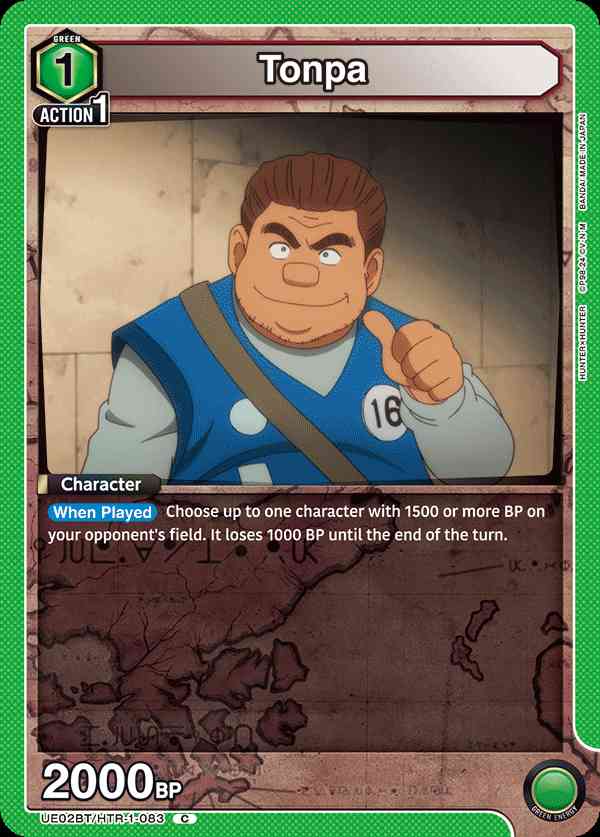 GREEN
1
Tonpa
ACTION 1
BANDAI MADE IN JAPAN
©P98-24 ©V, N, M
HUNTER×HUNTER
16
Character
When Played Choose up to one character with 1500 or more BP on
your opponent's field. It loses 1000 BP until the end of the turn.
2000 BP
GREEN ENERGY
UE02BT/HTR-1-083 C